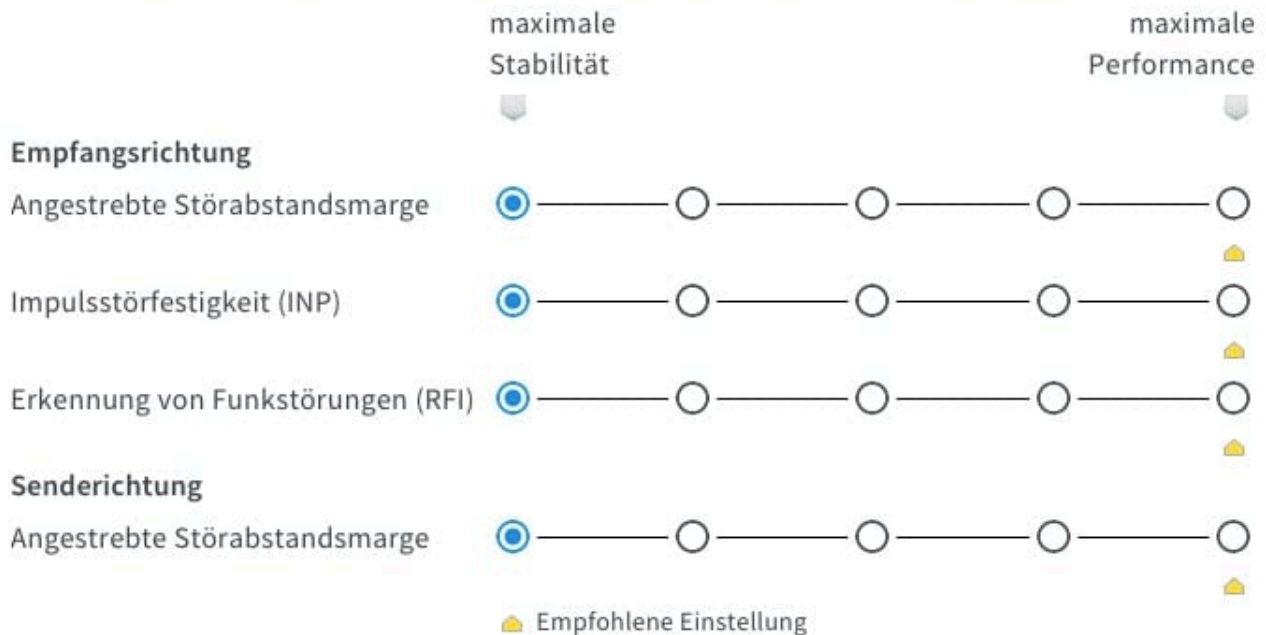 maximale maximale
Stabilität Performance
Empfangsrichtung
Angestrebte Störabstandsmarge
Impulsstörfestigkeit (INP)
Erkennung von Funkstörungen (RFI)
Senderichtung
Angestrebte Störabstandsmarge
Empfohlene Einstellung